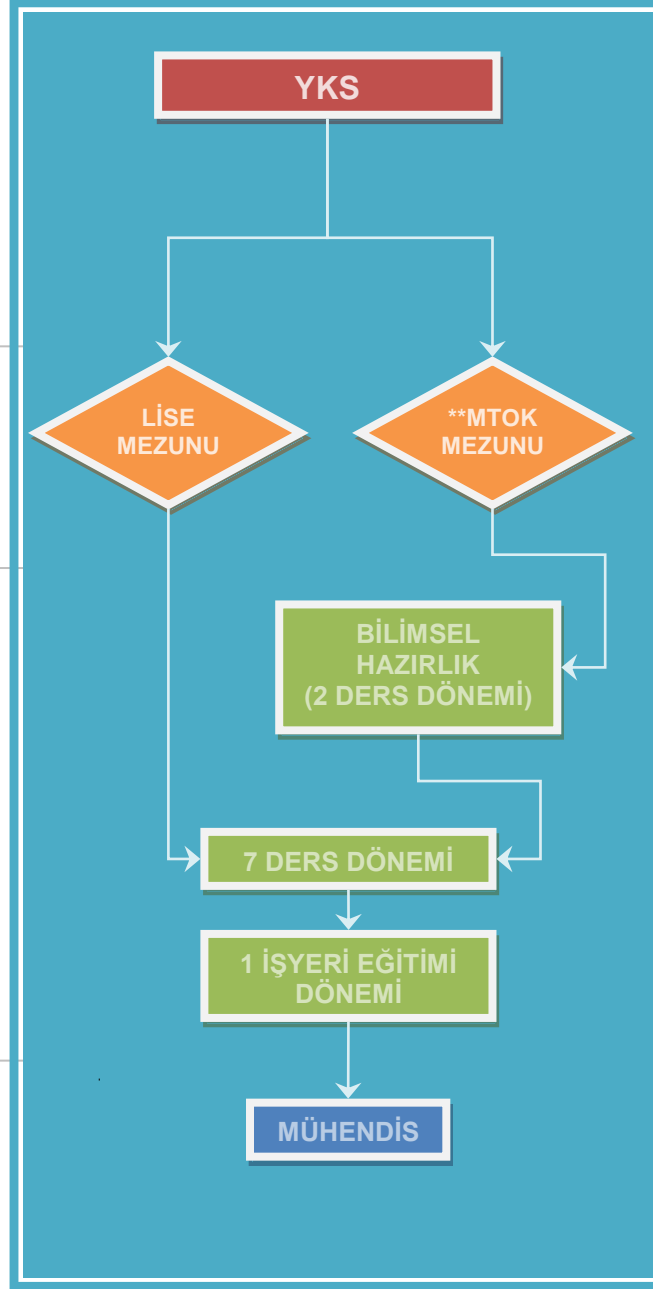 YKS
LİSE
MEZUNU
**MTOK
MEZUNU
BİLİMSEL
HAZIRLIK
(2 DERS DÖNEMİ)
7 DERS DÖNEMİ
1 İŞYERİ EĞİTİMİ
DÖNEMİ
MÜHENDİS